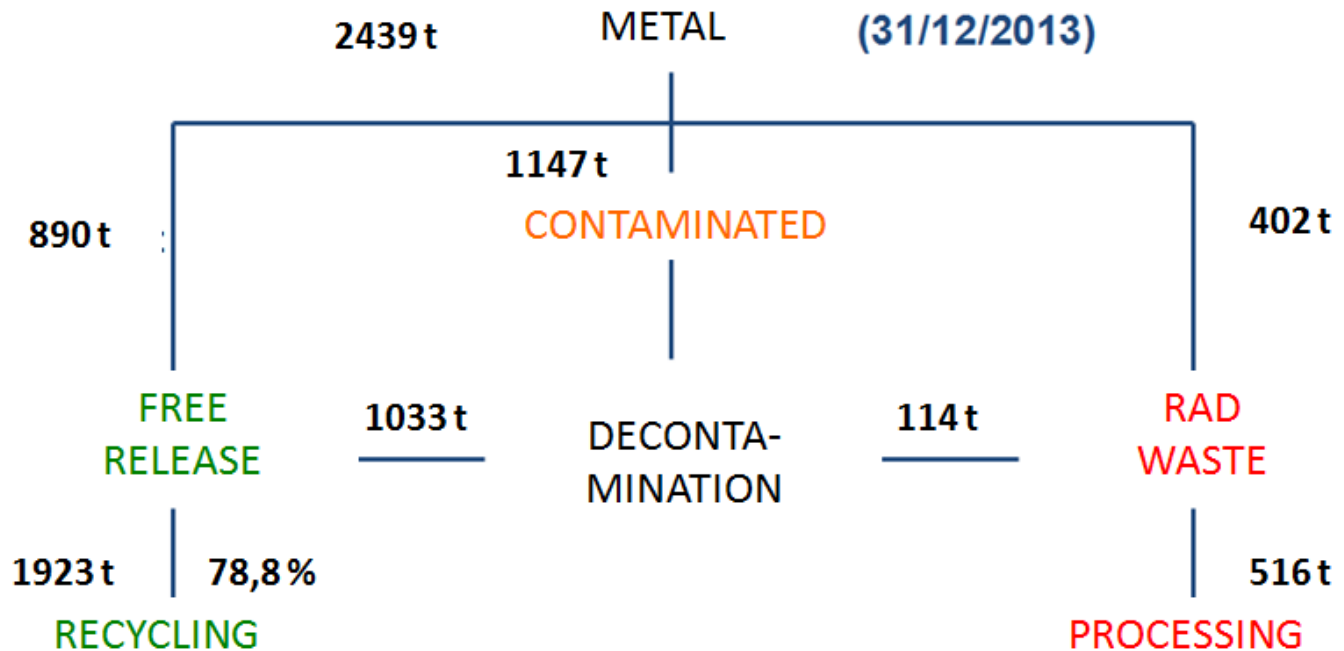 2439 t METAL (31/12/2013)
1147 t
890 t CONTAMINATED 402 t
FREE RELEASE 1033 t DECONTA-
MINATION 114 t RAD WASTE
1923 t 78,8 % 516 t
RECYCLING PROCESSING